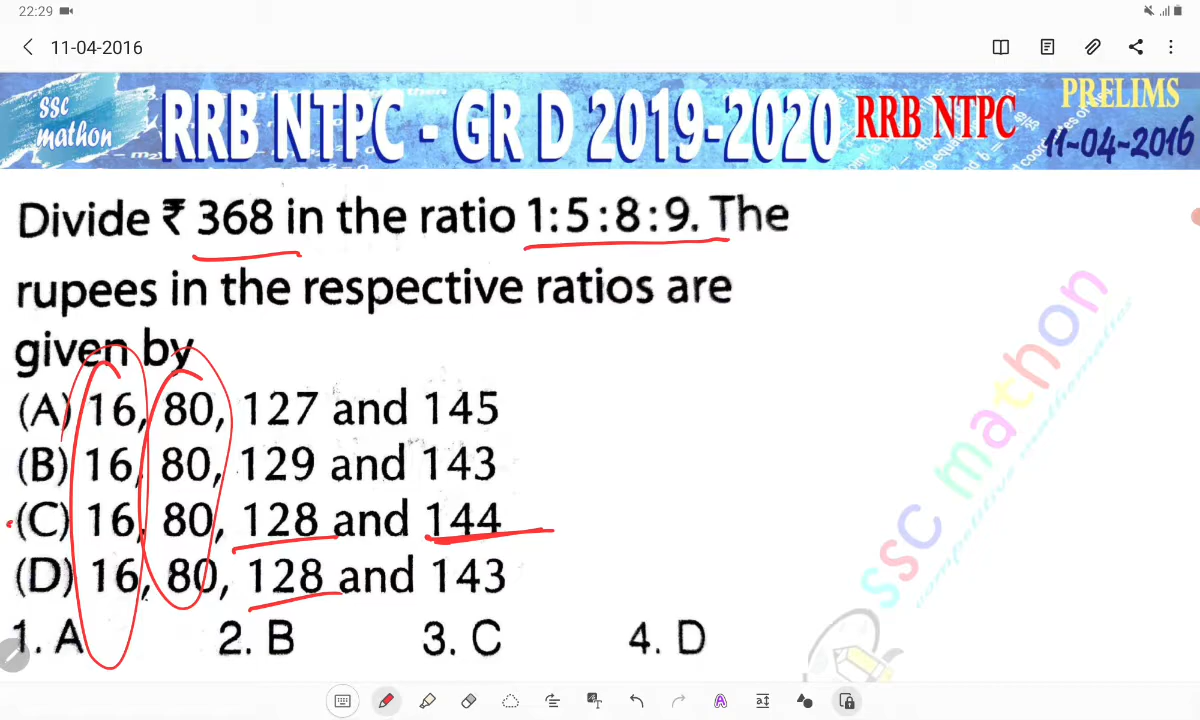 22:29
11-04-2016
ssc mathon
RRB NTPC - GR D 2019-2020
RRB NTPC
PRELIMS
11-04-2016
Divide ₹ 368 in the ratio 1:5:8:9. The
rupees in the respective ratios are
given by
(A) 16, 80, 127 and 145
(B) 16, 80, 129 and 143
(C) 16, 80, 128 and 144
(D) 16, 80, 128 and 143
1. A 2. B 3. C 4. D
ssc mathon
competitive mathematics